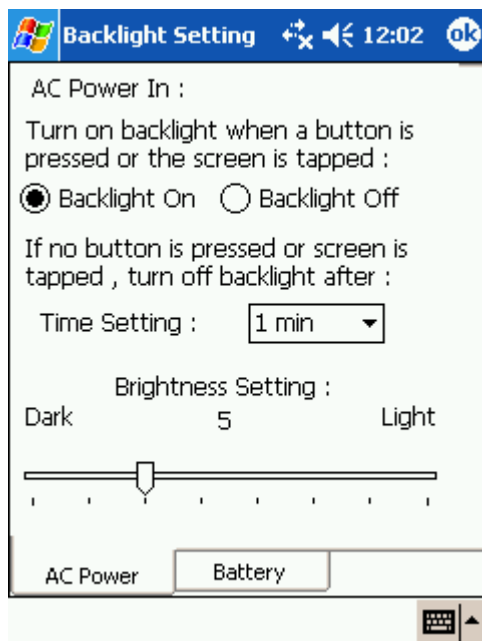 Backlight Setting 12:02 ok
AC Power In :
Turn on backlight when a button is
pressed or the screen is tapped :
Backlight On Backlight Off
If no button is pressed or screen is
tapped , turn off backlight after :
Time Setting : 1 min
Brightness Setting :
Dark 5 Light
AC Power Battery